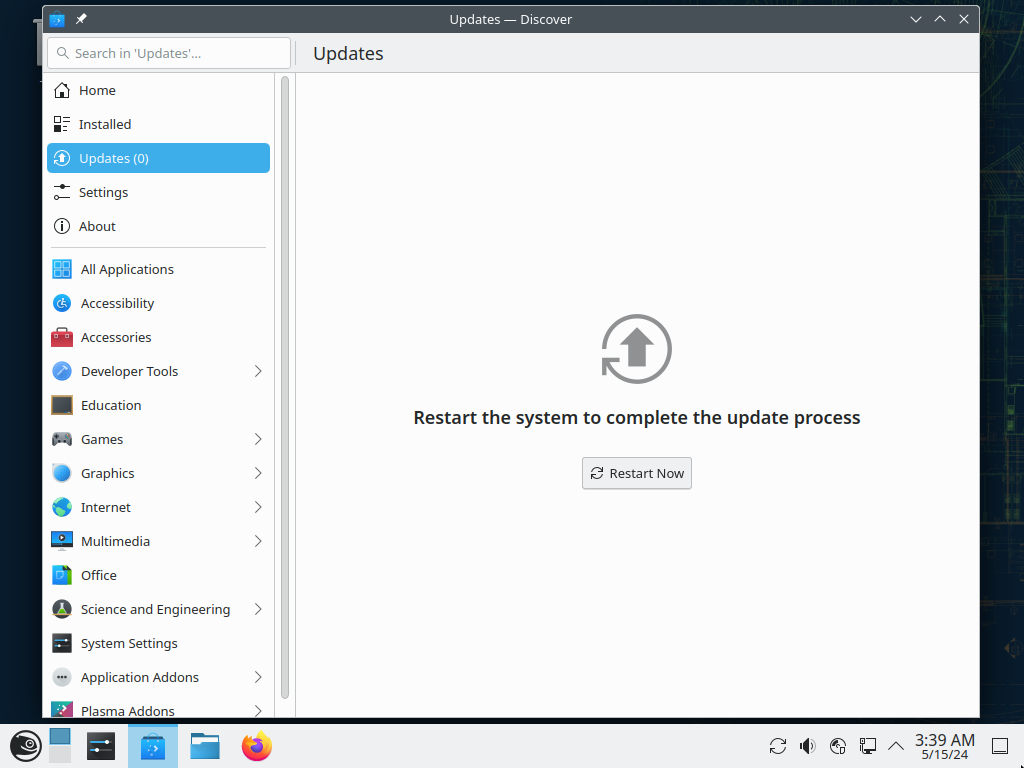 Updates — Discover
Search in 'Updates'...
Updates
Home
Installed
Updates (0)
Settings
About
All Applications
Accessibility
Accessories
Developer Tools
Education
Games
Graphics
Internet
Multimedia
Office
Science and Engineering
System Settings
Application Addons
Plasma Addons
Restart the system to complete the update process
Restart Now
3:39 AM
5/15/24